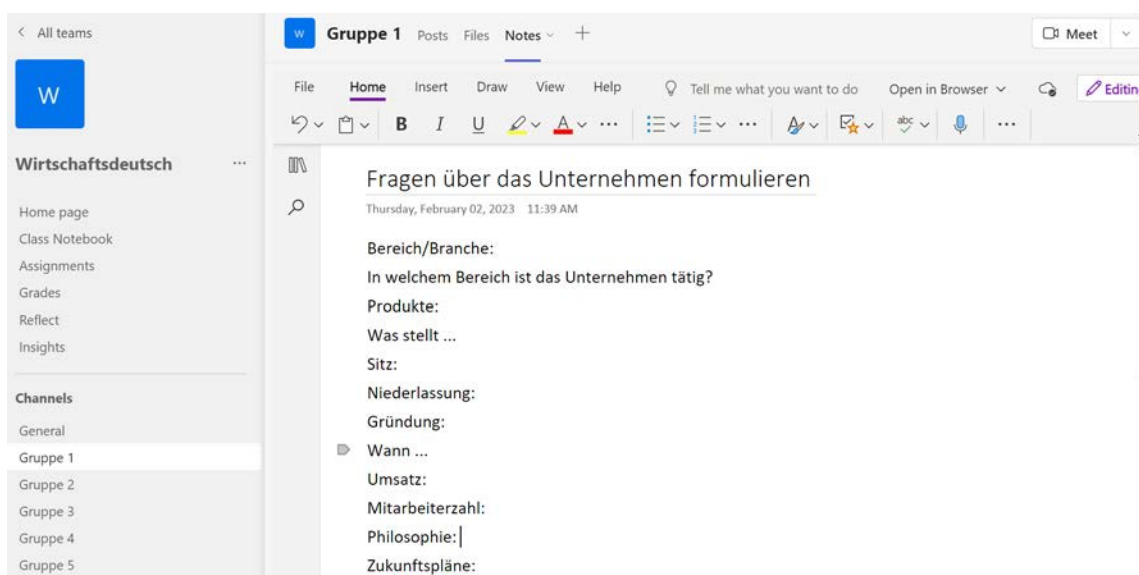 All teams
W
Wirtschaftsdeutsch ...
Home page
Class Notebook
Assignments
Grades
Reflect
Insights
Channels
General
Gruppe 1
Gruppe 2
Gruppe 3
Gruppe 4
Gruppe 5
W Gruppe 1 Posts Files Notes +
Meet
File Home Insert Draw View Help Tell me what you want to do Open in Browser Editin
B I U A ... ... abc ...
Fragen über das Unternehmen formulieren
Thursday, February 02, 2023 11:39 AM
Bereich/Branche:
In welchem Bereich ist das Unternehmen tätig?
Produkte:
Was stellt ...
Sitz:
Niederlassung:
Gründung:
Wann ...
Umsatz:
Mitarbeiterzahl:
Philosophie:
Zukunftspläne: